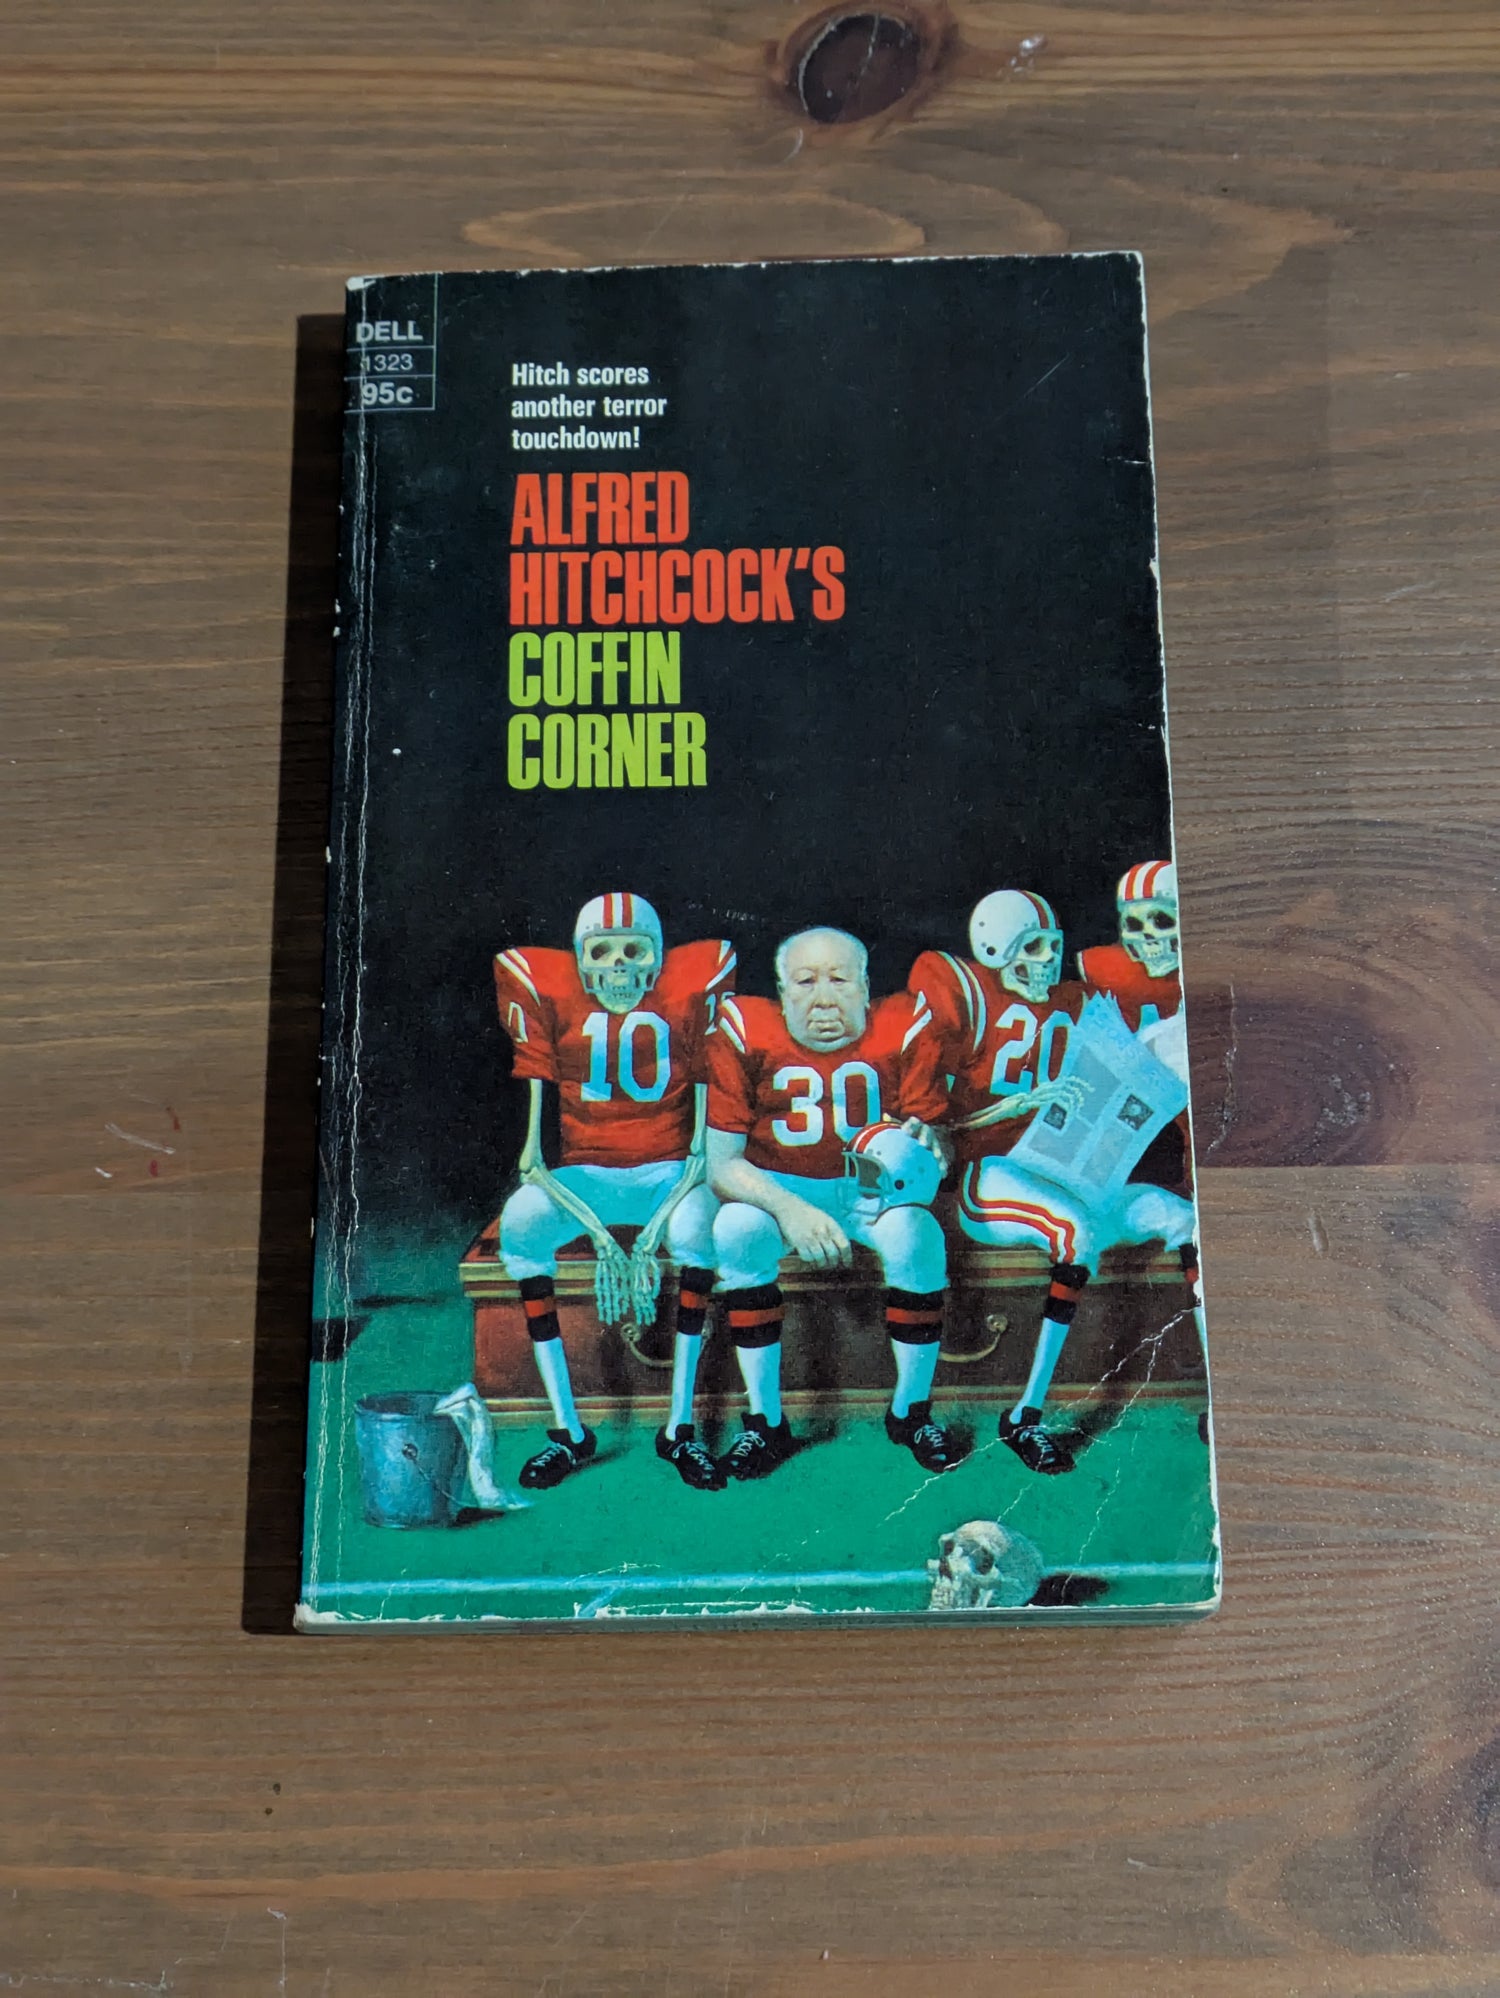 DELL
1323
95c
Hitch scores
another terror
touchdown!
ALFRED
HITCHCOCK'S
COFFIN
CORNER
10
30
20